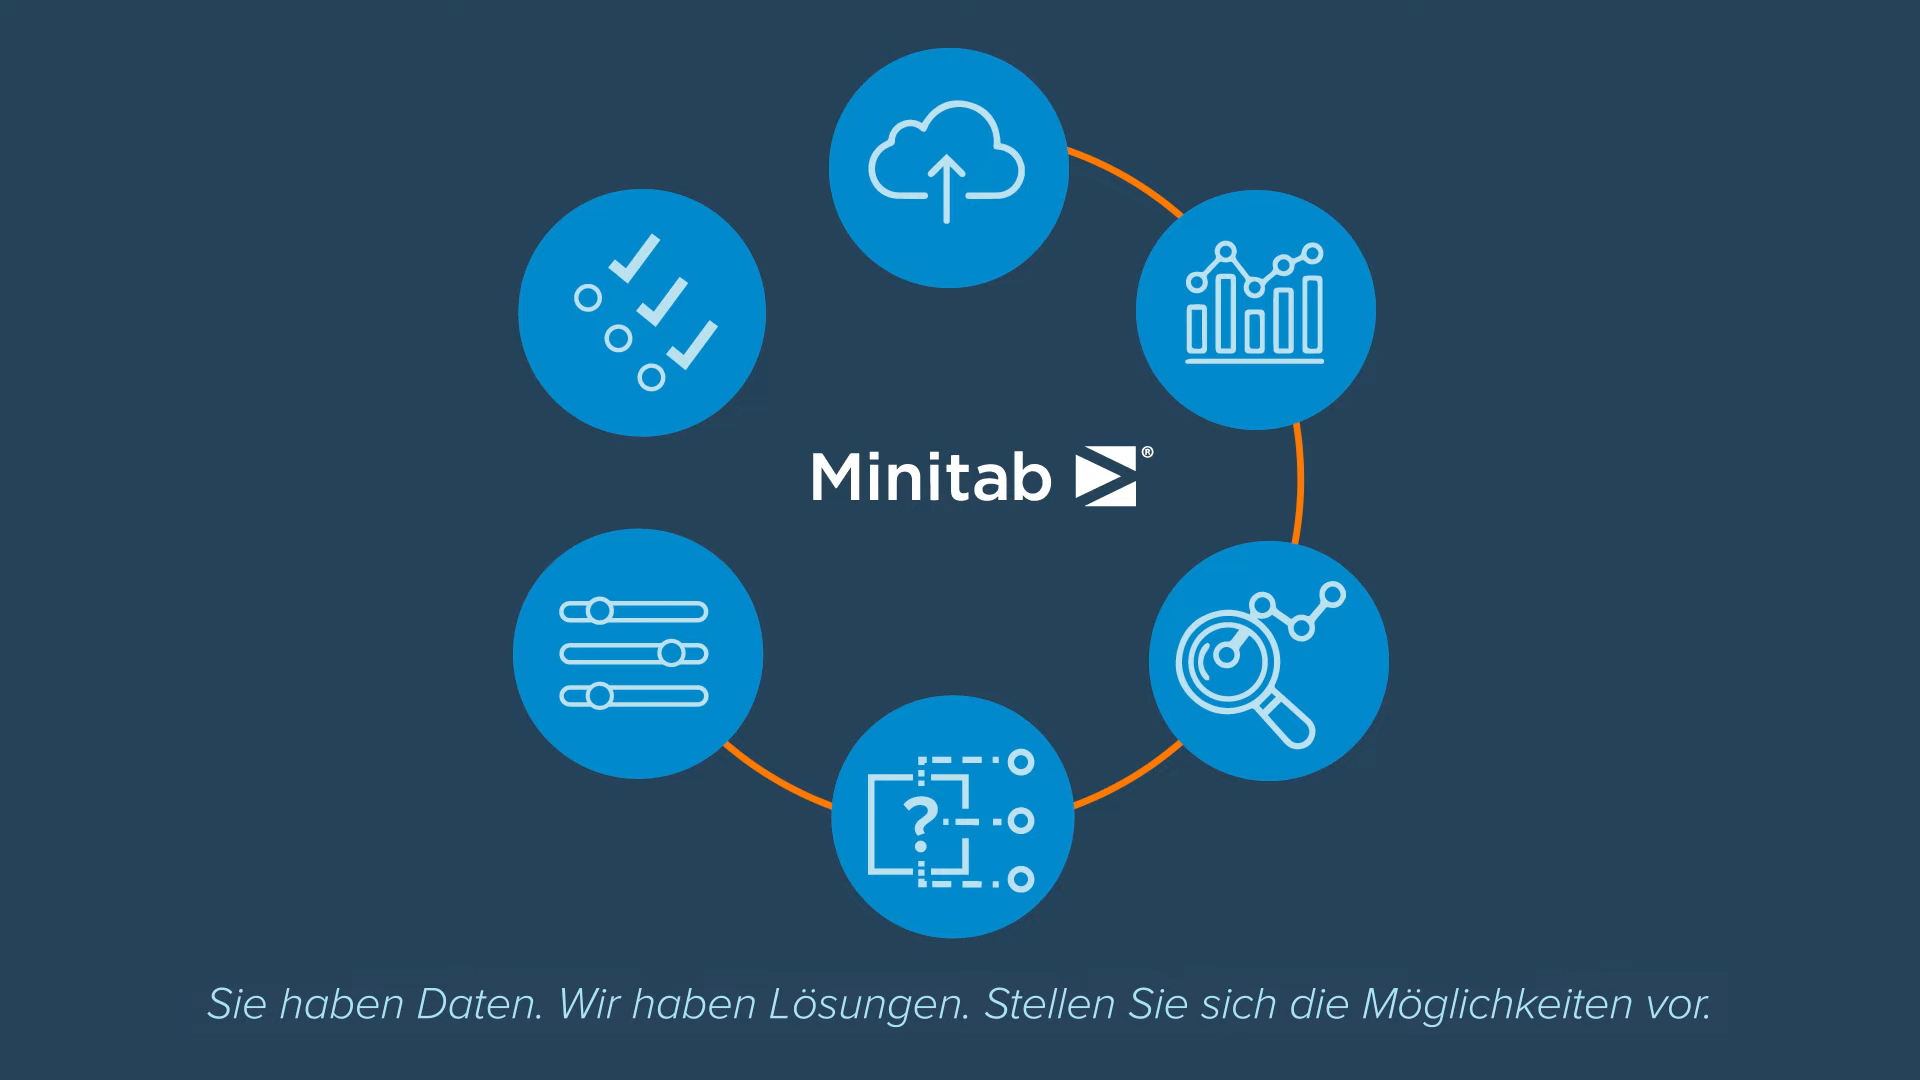 Minitab ®
?
Sie haben Daten. Wir haben Lösungen. Stellen Sie sich die Möglichkeiten vor.